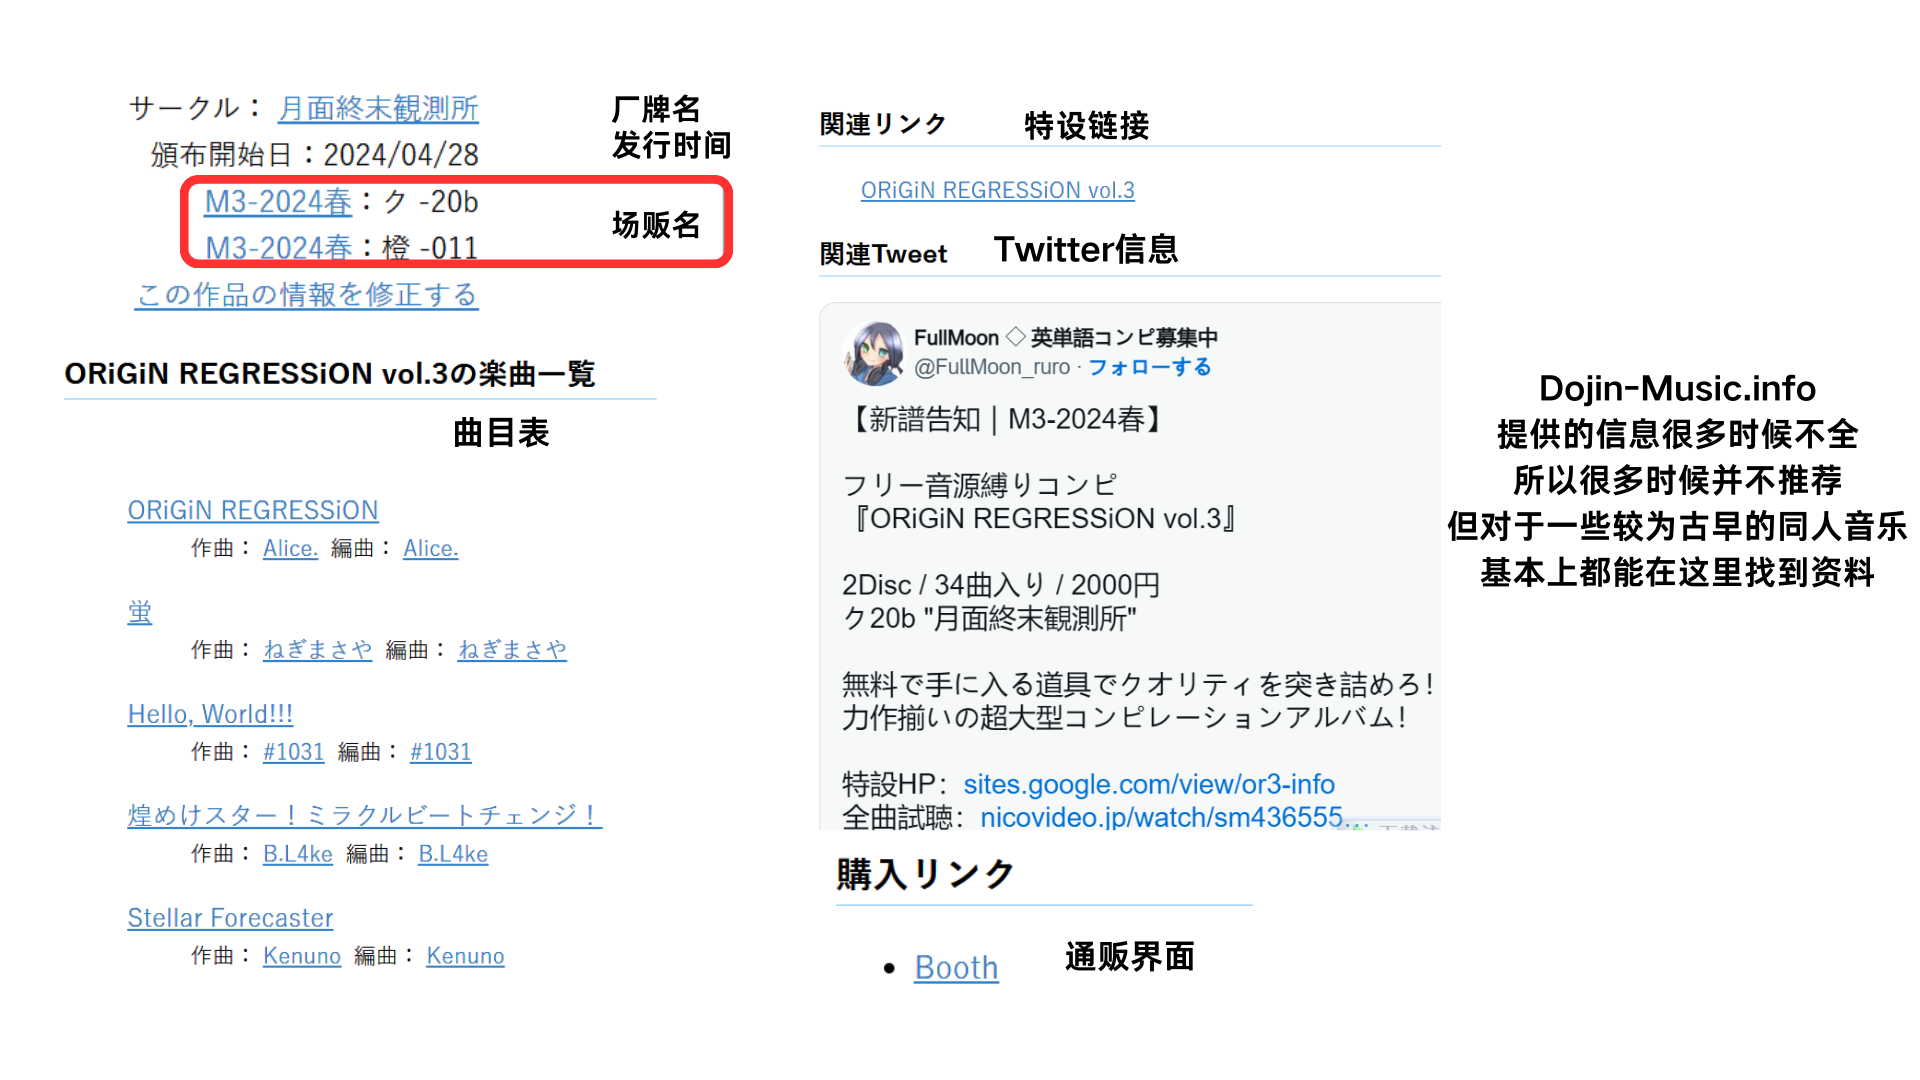 サークル： 月面終末観測所
厂牌名
頒布開始日：2024/04/28
发行时间
M3-2024春：ク -20b
M3-2024春：橙 -011
场贩名
この作品の情報を修正する
ORiGiN REGRESSiON vol.3の楽曲一覧
曲目表
ORiGiN REGRESSiON
作曲： Alice. 編曲： Alice.
蛍
作曲： ねぎまさや 編曲： ねぎまさや
Hello, World!!!
作曲： #1031 編曲： #1031
煌めけスター！ミラクルビートチェンジ！
作曲： B.L4ke 編曲： B.L4ke
Stellar Forecaster
作曲： Kenuno 編曲： Kenuno
関連リンク
特设链接
ORiGiN REGRESSiON vol.3
関連Tweet
Twitter信息
FullMoon ◇ 英単語コンピ募集中
@FullMoon_ruro · フォローする
【新譜告知｜M3-2024春】
フリー音源縛りコンピ
『ORiGiN REGRESSiON vol.3』
2Disc / 34曲入り / 2000円
ク20b "月面終末観測所"
無料で手に入る道具でクオリティを突き詰めろ！
力作揃いの超大型コンピレーションアルバム！
特設HP： sites.google.com/view/or3-info
全曲試聴： nicovideo.jp/watch/sm436555…
購入リンク
Booth
通贩界面
Dojin-Music.info
提供的信息很多时候不全
所以很多时候并不推荐
但对于一些较为古早的同人音乐
基本上都能在这里找到资料